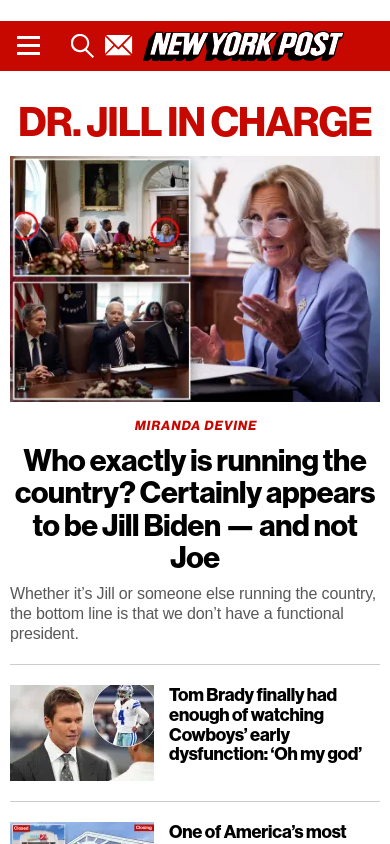 NEW YORK POST
DR. JILL IN CHARGE
MIRANDA DEVINE
Who exactly is running the
country? Certainly appears
to be Jill Biden — and not
Joe
Whether it’s Jill or someone else running the country,
the bottom line is that we don’t have a functional
president.
Tom Brady finally had
enough of watching
Cowboys’ early
dysfunction: ‘Oh my god’
4
Closed
Closing
One of America’s most